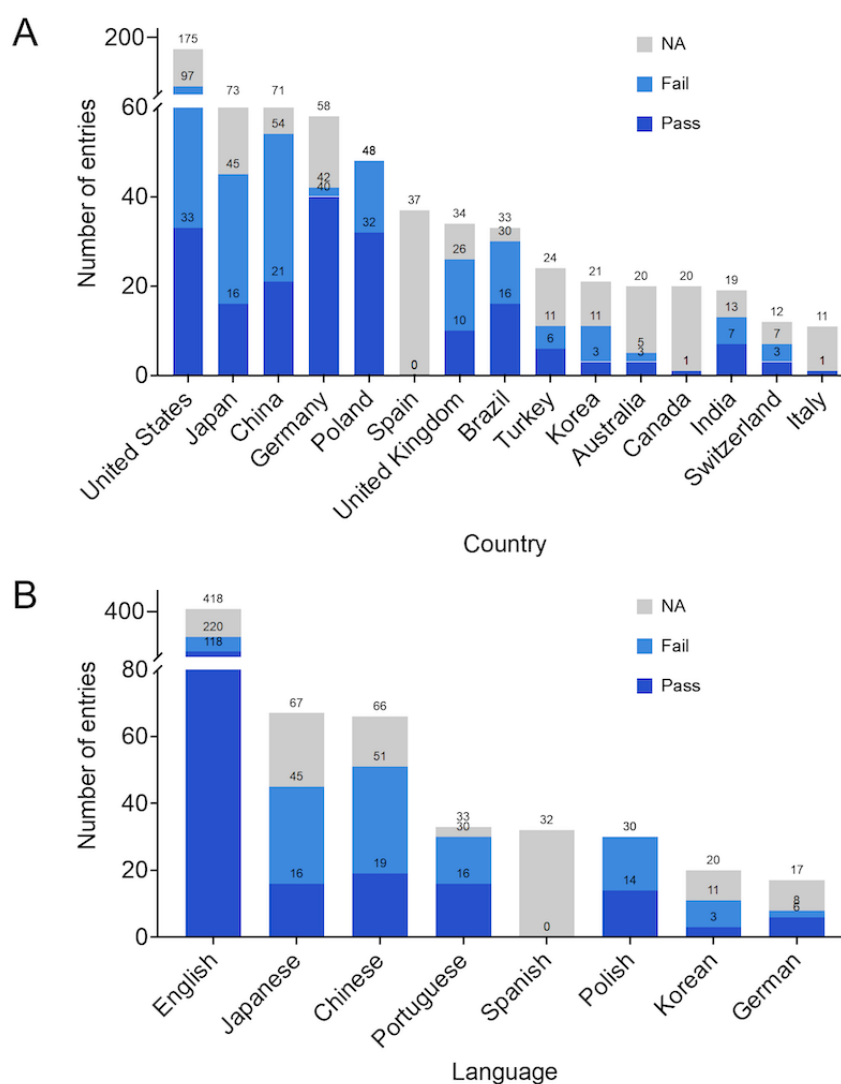 A
Number of entries
200
60
40
20
0
175
97
33
73
45
16
71
54
21
58
42
40
48
32
37
0
34
26
10
33
30
16
24
11
6
21
11
3
20
5
3
20
1
19
13
7
12
7
3
11
1
NA
Fail
Pass
United States
Japan
China
Germany
Poland
Spain
United Kingdom
Brazil
Turkey
Korea
Australia
Canada
India
Switzerland
Italy
Country
B
Number of entries
400
80
60
40
20
0
418
220
118
67
45
16
66
51
19
33
30
16
32
0
30
14
20
11
3
17
8
6
NA
Fail
Pass
English
Japanese
Chinese
Portuguese
Spanish
Polish
Korean
German
Language